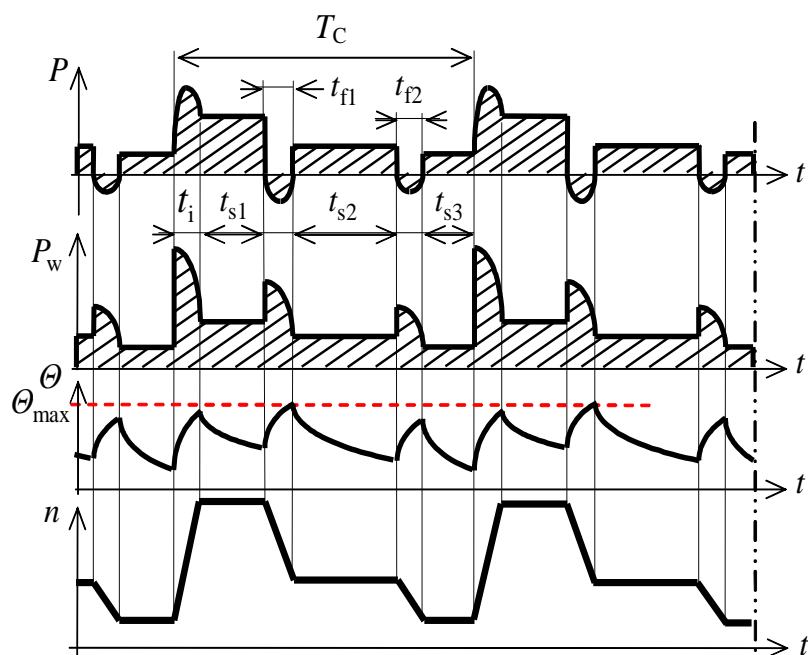 T_C
P
t_f1
t_f2
t
t_i
t_s1
t_s2
t_s3
P_w
t
Θ
Θ_max
t
n
t